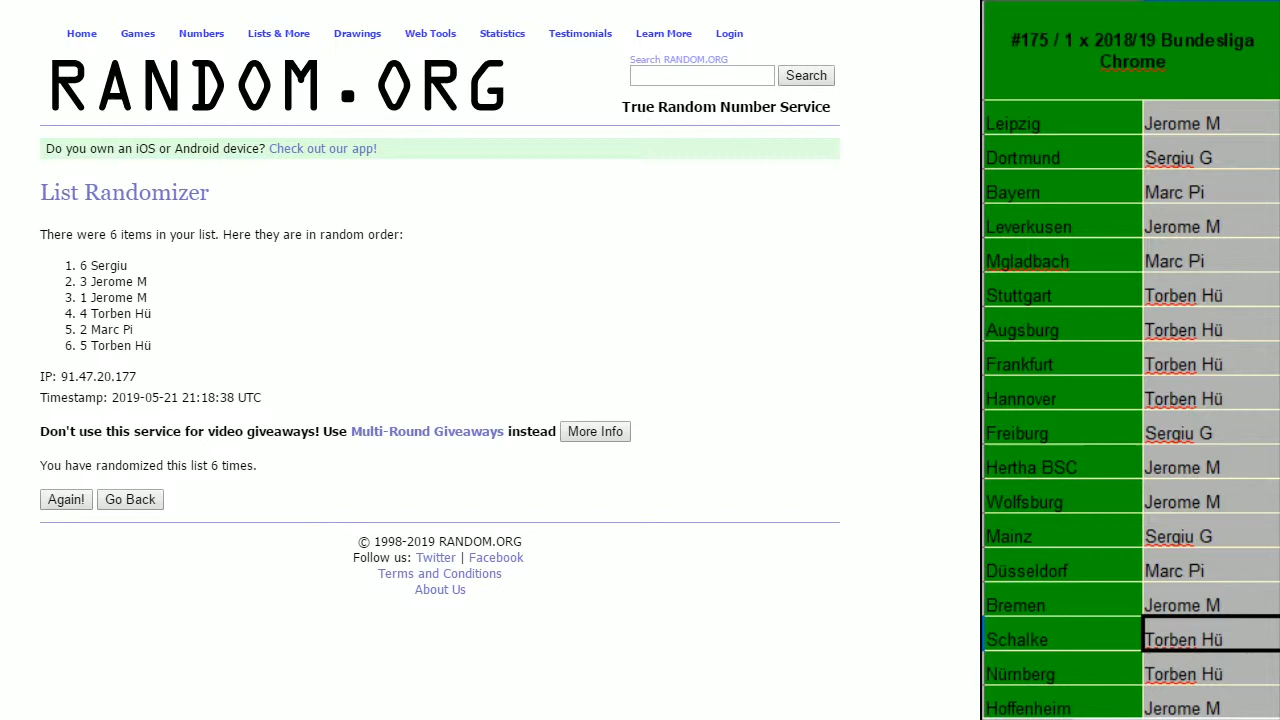 Home Games Numbers Lists & More Drawings Web Tools Statistics Testimonials Learn More Login
RANDOM.ORG
Search RANDOM.ORG
Search
True Random Number Service
Do you own an iOS or Android device? Check out our app!
List Randomizer
There were 6 items in your list. Here they are in random order:
1. 6 Sergiu
2. 3 Jerome M
3. 1 Jerome M
4. 4 Torben Hü
5. 2 Marc Pi
6. 5 Torben Hü
IP: 91.47.20.177
Timestamp: 2019-05-21 21:18:38 UTC
Don't use this service for video giveaways! Use Multi-Round Giveaways instead More Info
You have randomized this list 6 times.
Again! Go Back
© 1998-2019 RANDOM.ORG
Follow us: Twitter | Facebook
Terms and Conditions
About Us
#175 / 1 x 2018/19 Bundesliga
Chrome
Leipzig Jerome M
Dortmund Sergiu G
Bayern Marc Pi
Leverkusen Jerome M
Mgladbach Marc Pi
Stuttgart Torben Hü
Augsburg Torben Hü
Frankfurt Torben Hü
Hannover Torben Hü
Freiburg Sergiu G
Hertha BSC Jerome M
Wolfsburg Jerome M
Mainz Sergiu G
Düsseldorf Marc Pi
Bremen Jerome M
Schalke Torben Hü
Nürnberg Torben Hü
Hoffenheim Jerome M